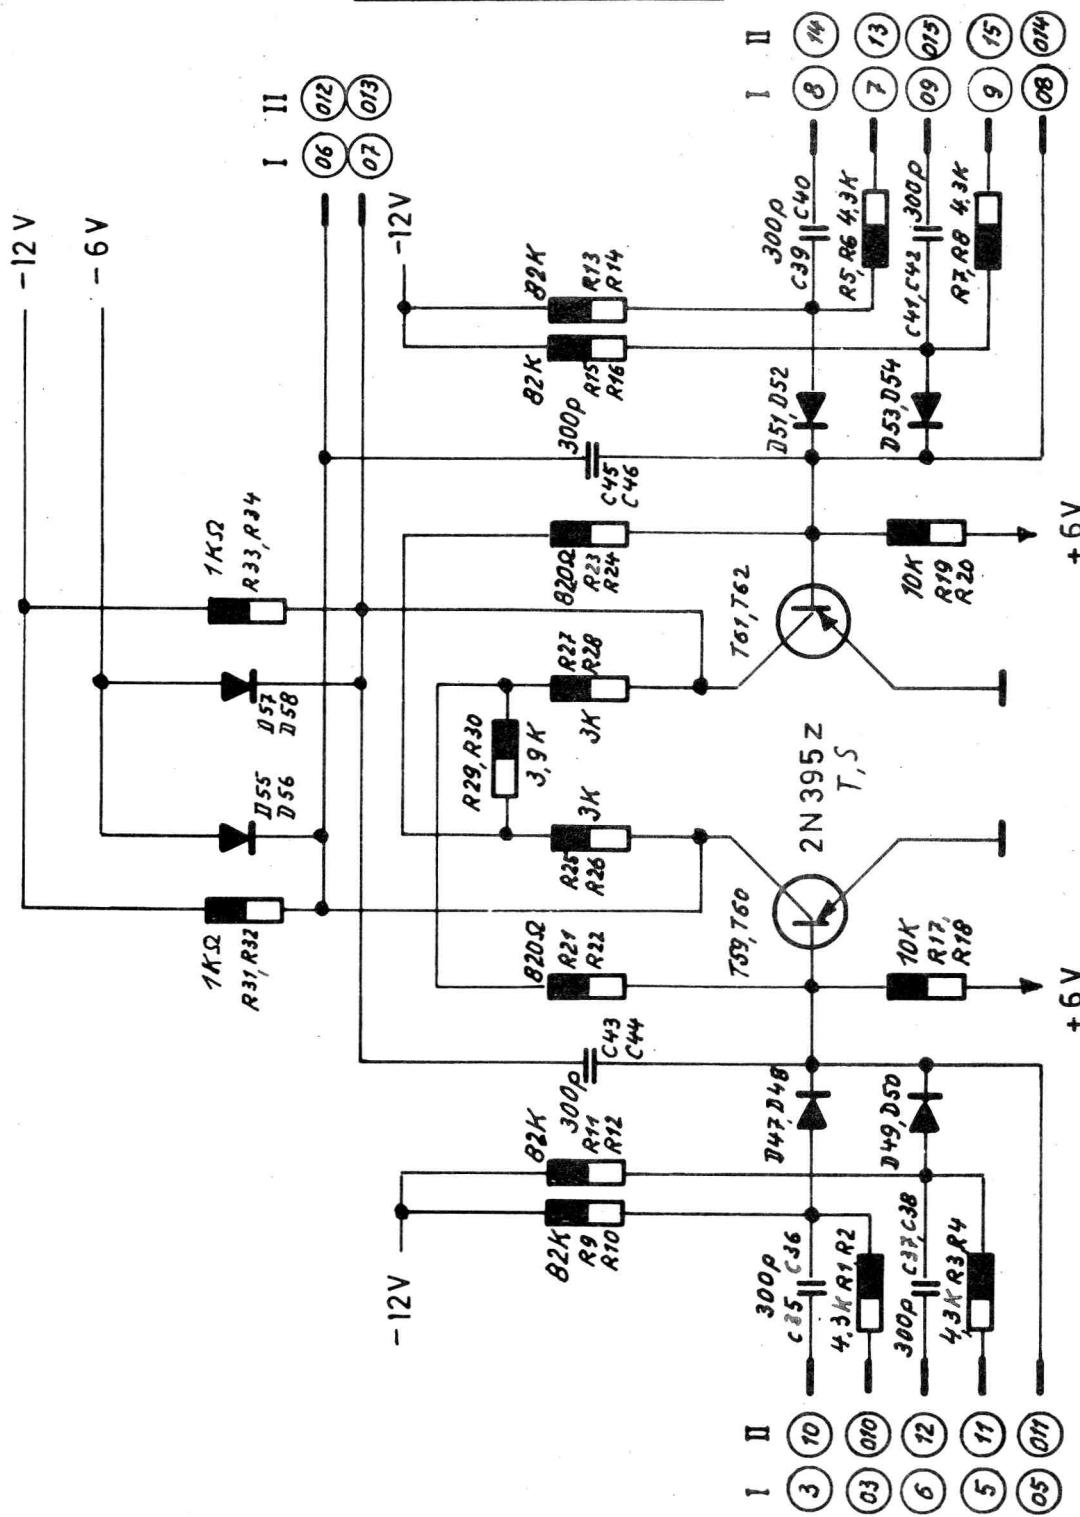 -12 V
- 6 V
I II
06 012
07 013
1KΩ
R31,R32
D55
D56
D57
D58
1KΩ
R33,R34
-12V
82K
R9
R10
82K
R11
R12
300p
C43
C44
820Ω
R21
R22
R25
R26
3K
R29,R30
3,9K
3K
R27
R28
820Ω
R23
R24
300p
C45
C46
82K
R15
R16
82K
R13
R14
-12V
I II
3 10
03 010
6 12
5 11
05 011
300p
C35 C36
4,3K R1,R2
300p C37,C38
4,3K R3,R4
D47,D48
D49,D50
T59,T60
10K
R17,
R18
+6V
2N395z
T,S
T61,T62
10K
R19
R20
+6V
D51,D52
D53,D54
300p
C39 C40
R5,R6 4,3K
C41,C42 300p
R7,R8 4,3K
I II
8 14
7 13
09 015
9 15
08 014